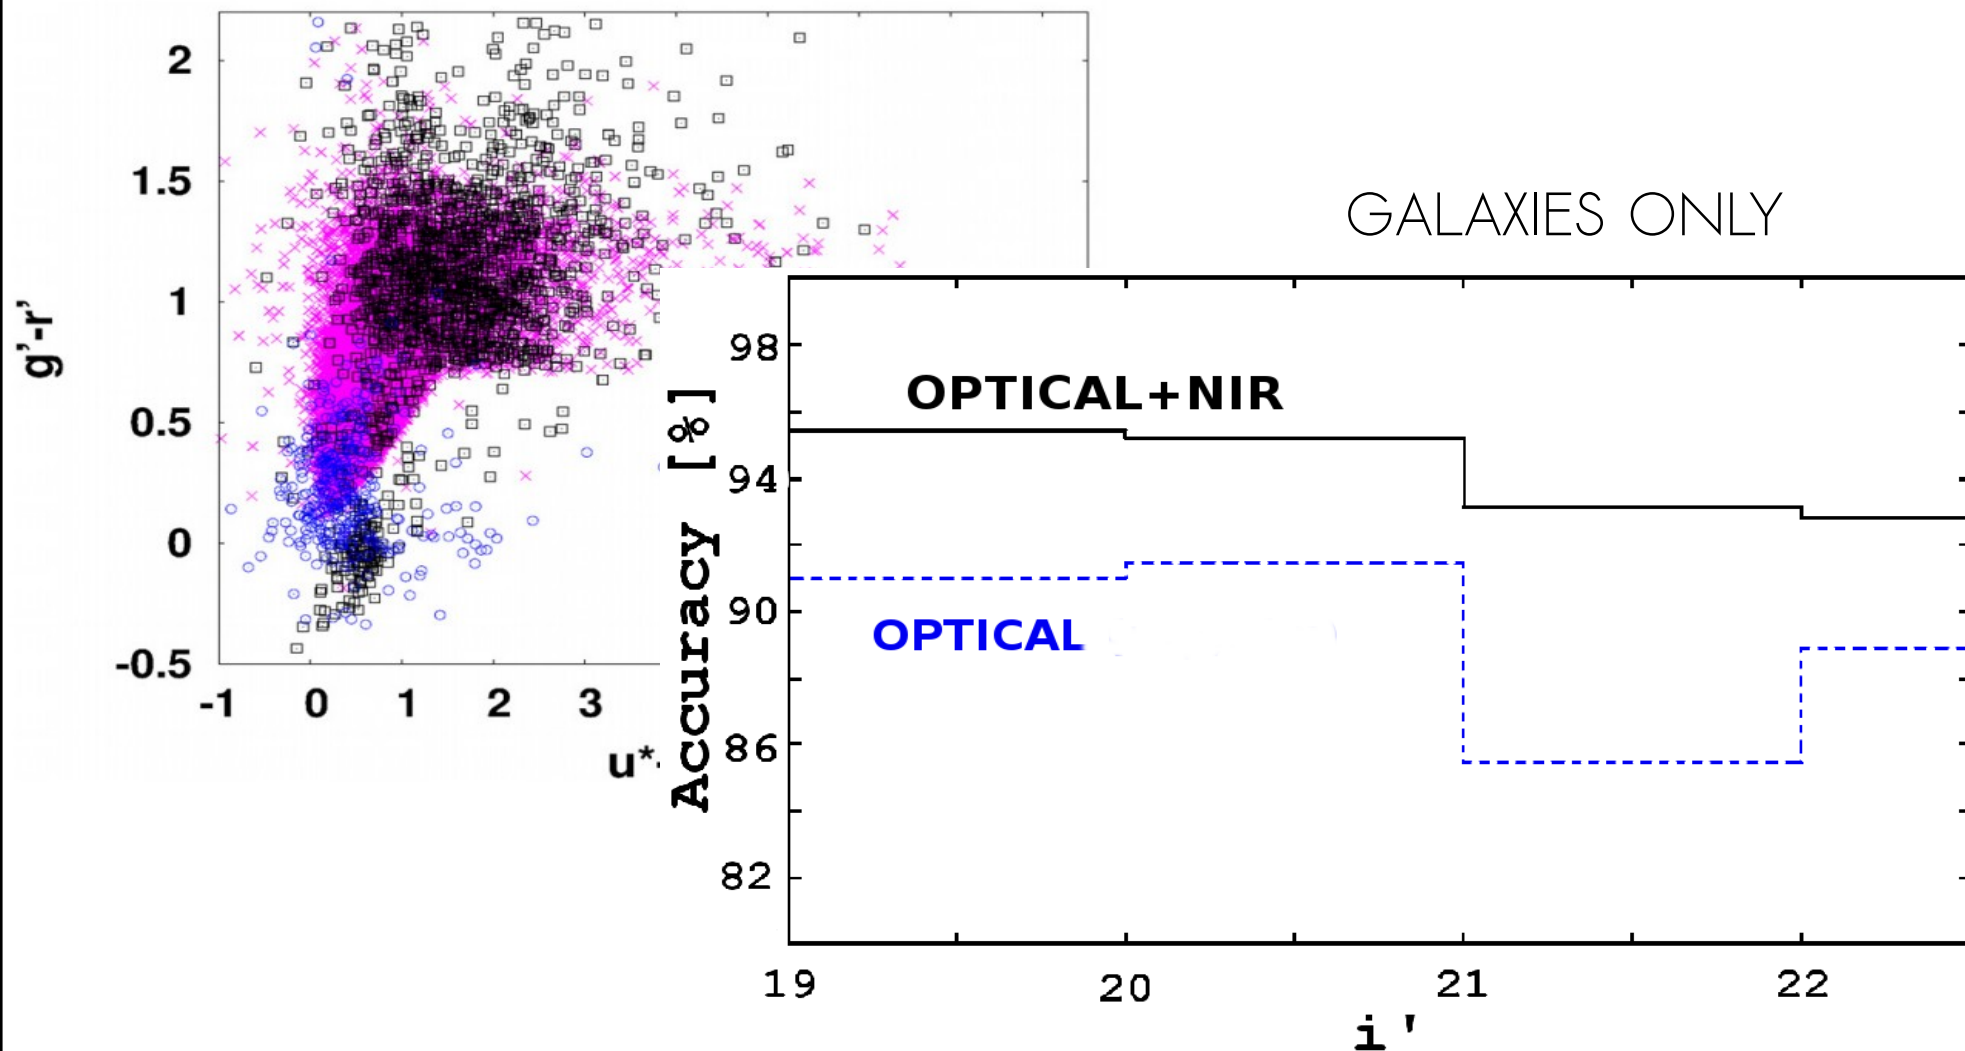 2
1.5
1
0.5
0
-0.5
g'-r'
-1 0 1 2 3
u*-
GALAXIES ONLY
98
94
90
86
82
Accuracy [%]
OPTICAL+NIR
OPTICAL
19 20 21 22
i'